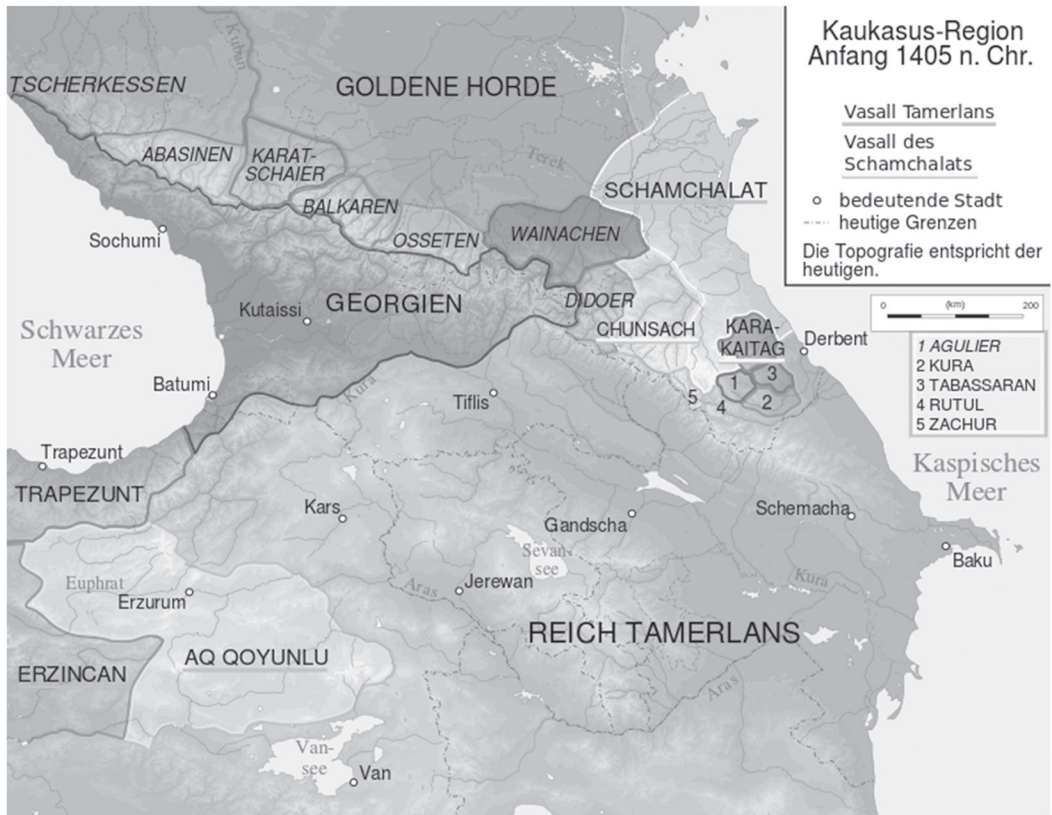 Kaukasus-Region
Anfang 1405 n. Chr.
Vasall Tamerlans
Vasall des
Schamchalats
bedeutende Stadt
heutige Grenzen
Die Topografie entspricht der
heutigen.
0 (km) 200
1 AGULIER
2 KURA
3 TABASSARAN
4 RUTUL
5 ZACHUR
Kuban
TSCHERKESSEN
GOLDENE HORDE
ABASINEN
KARAT-
SCHAIER
Terek
SCHAMCHALAT
BALKAREN
Sochumi
OSSETEN
WAINACHEN
Kutaissi
GEORGIEN
DIDOER
CHUNSACH
KARA-
KAITAG
Derbent
Schwarzes
Meer
Batumi
Kura
Tiflis
1
3
5
4
2
Trapezunt
TRAPEZUNT
Kaspisches
Meer
Kars
Gandscha
Schemacha
Sevan-
see
Baku
Euphrat
Erzurum
Aras
Jerewan
Kura
REICH TAMERLANS
ERZINCAN
AQ QOYUNLU
Aras
Van-
see
Van